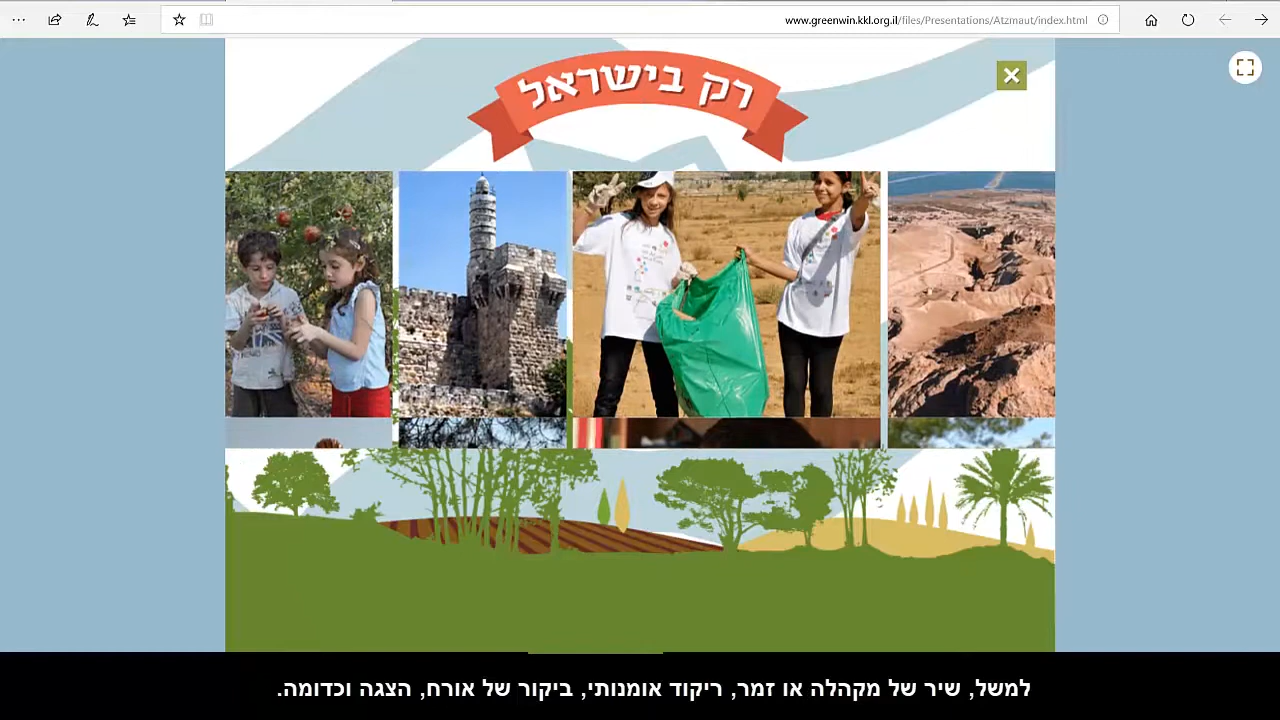 www.greenwin.kkl.org.il/files/Presentations/Atzmaut/index.html
רק בישראל
למשל, שיר של מקהלה או זמר, ריקוד אומנותי, ביקור של אורח, הצגה וכדומה.